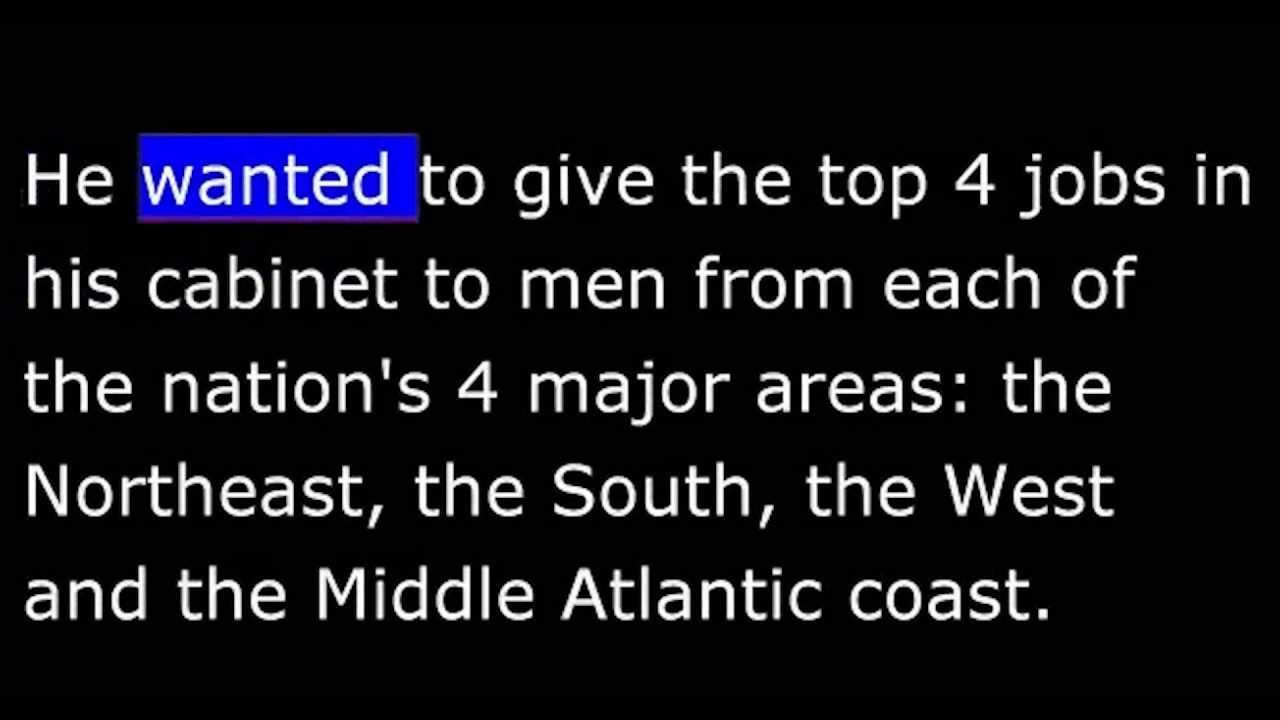 He wanted to give the top 4 jobs in
his cabinet to men from each of
the nation's 4 major areas: the
Northeast, the South, the West
and the Middle Atlantic coast.